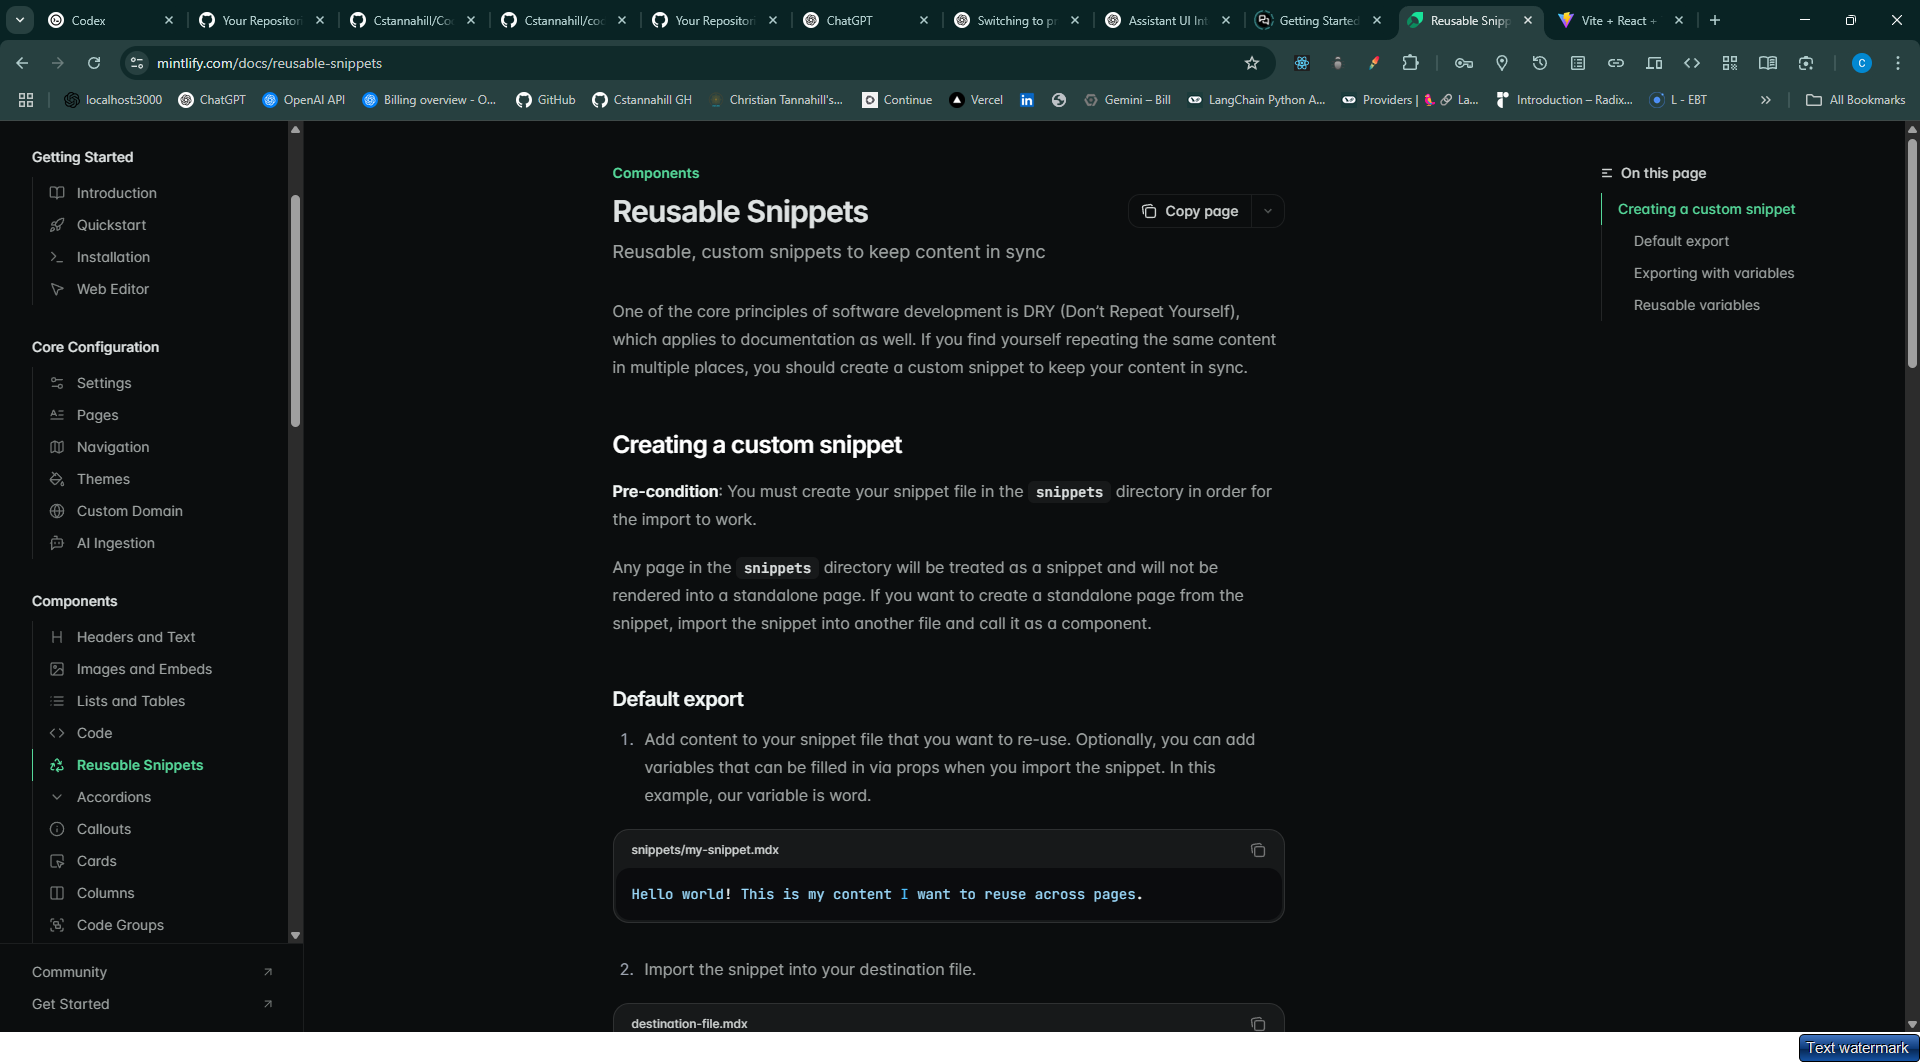 Codex
Your Repositori
Cstannahill/Co
Cstannahill/co
Your Repositori
ChatGPT
Switching to p
Assistant UI Int
Getting Started
Reusable Snipp
Vite + React +
mintlify.com/docs/reusable-snippets
C
localhost:3000
ChatGPT
OpenAI API
Billing overview - O...
GitHub
Cstannahill GH
Christian Tannahill's...
Continue
Vercel
Gemini – Bill
LangChain Python A...
Providers | 🦜🔗 La...
Introduction – Radix...
L - EBT
All Bookmarks
Getting Started
Introduction
Quickstart
Installation
Web Editor
Core Configuration
Settings
Pages
Navigation
Themes
Custom Domain
AI Ingestion
Components
Headers and Text
Images and Embeds
Lists and Tables
Code
Reusable Snippets
Accordions
Callouts
Cards
Columns
Code Groups
Community
Get Started
Components
Reusable Snippets
Copy page
Reusable, custom snippets to keep content in sync
One of the core principles of software development is DRY (Don’t Repeat Yourself),
which applies to documentation as well. If you find yourself repeating the same content
in multiple places, you should create a custom snippet to keep your content in sync.
Creating a custom snippet
Pre-condition: You must create your snippet file in the snippets directory in order for
the import to work.
Any page in the snippets directory will be treated as a snippet and will not be
rendered into a standalone page. If you want to create a standalone page from the
snippet, import the snippet into another file and call it as a component.
Default export
1. Add content to your snippet file that you want to re-use. Optionally, you can add
variables that can be filled in via props when you import the snippet. In this
example, our variable is word.
snippets/my-snippet.mdx
Hello world! This is my content I want to reuse across pages.
2. Import the snippet into your destination file.
destination-file.mdx
On this page
Creating a custom snippet
Default export
Exporting with variables
Reusable variables
Text watermark